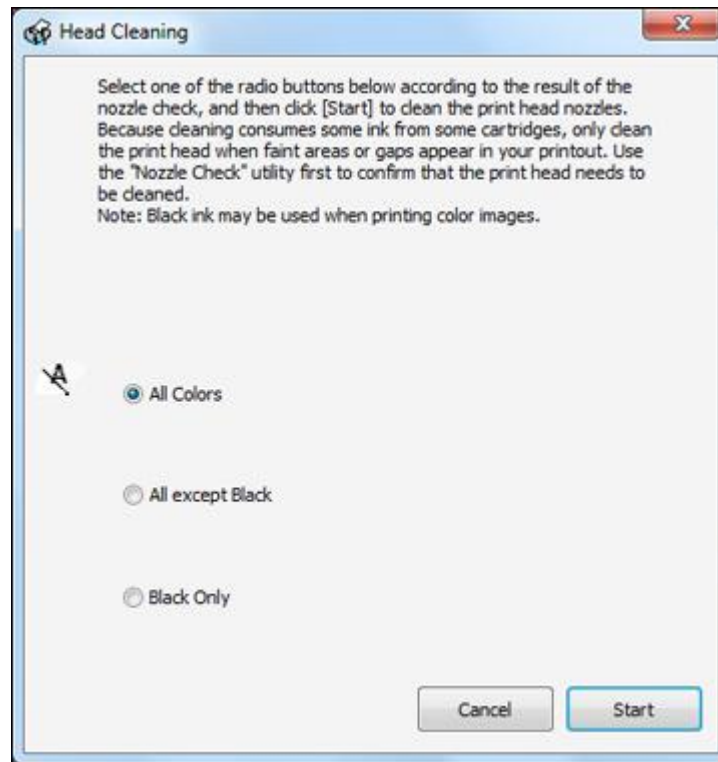 Head Cleaning
Select one of the radio buttons below according to the result of the
nozzle check, and then click [Start] to clean the print head nozzles.
Because cleaning consumes some ink from some cartridges, only clean
the print head when faint areas or gaps appear in your printout. Use
the "Nozzle Check" utility first to confirm that the print head needs to
be cleaned.
Note: Black ink may be used when printing color images.
A
All Colors
All except Black
Black Only
Cancel
Start